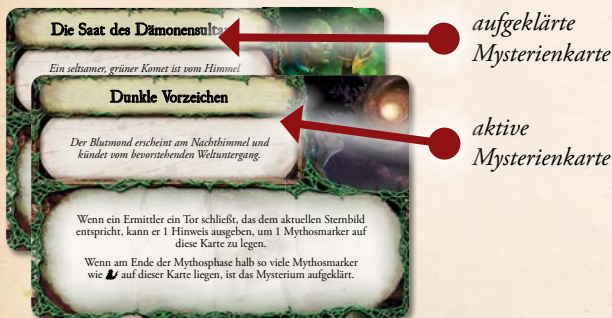 Die Saat des Dämonensultans
aufgeklärte
Mysterienkarte
Ein seltsamer, grüner Komet ist vom Himmel
Dunkle Vorzeichen
aktive
Mysterienkarte
Der Blutmond erscheint am Nachthimmel und
kündet vom bevorstehenden Weltuntergang.
Wenn ein Ermittler ein Tor schließt, das dem aktuellen Sternbild
entspricht, kann er 1 Hinweis ausgeben, um 1 Mythosmarker auf
diese Karte zu legen.
Wenn am Ende der Mythosphase halb so viele Mythosmarker
wie auf dieser Karte liegen, ist das Mysterium aufgeklärt.